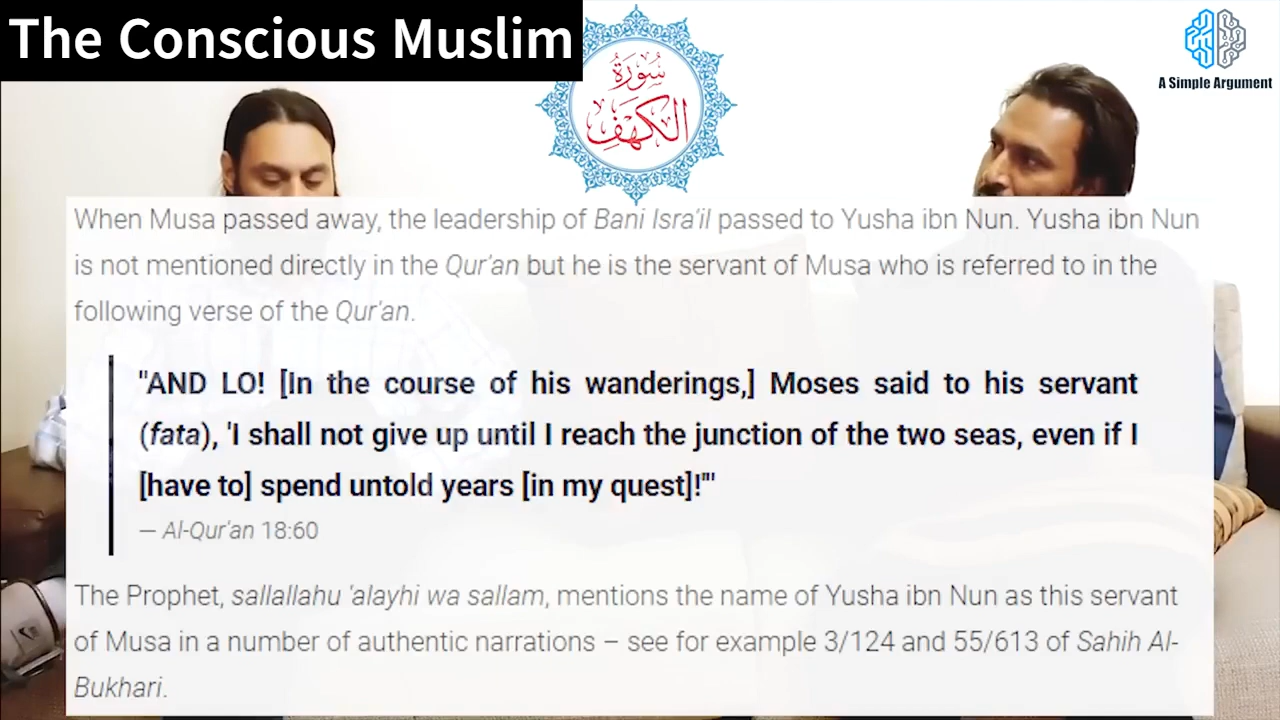 The Conscious Muslim
سُورَةُ
الكَهْفِ
A Simple Argument
When Musa passed away, the leadership of Bani Isra'il passed to Yusha ibn Nun. Yusha ibn Nun
is not mentioned directly in the Qur'an but he is the servant of Musa who is referred to in the
following verse of the Qur'an.
"AND LO! [In the course of his wanderings,] Moses said to his servant
(fata), 'I shall not give up until I reach the junction of the two seas, even if I
[have to] spend untold years [in my quest]!'"
— Al-Qur'an 18:60
The Prophet, sallallahu 'alayhi wa sallam, mentions the name of Yusha ibn Nun as this servant
of Musa in a number of authentic narrations – see for example 3/124 and 55/613 of Sahih Al-
Bukhari.